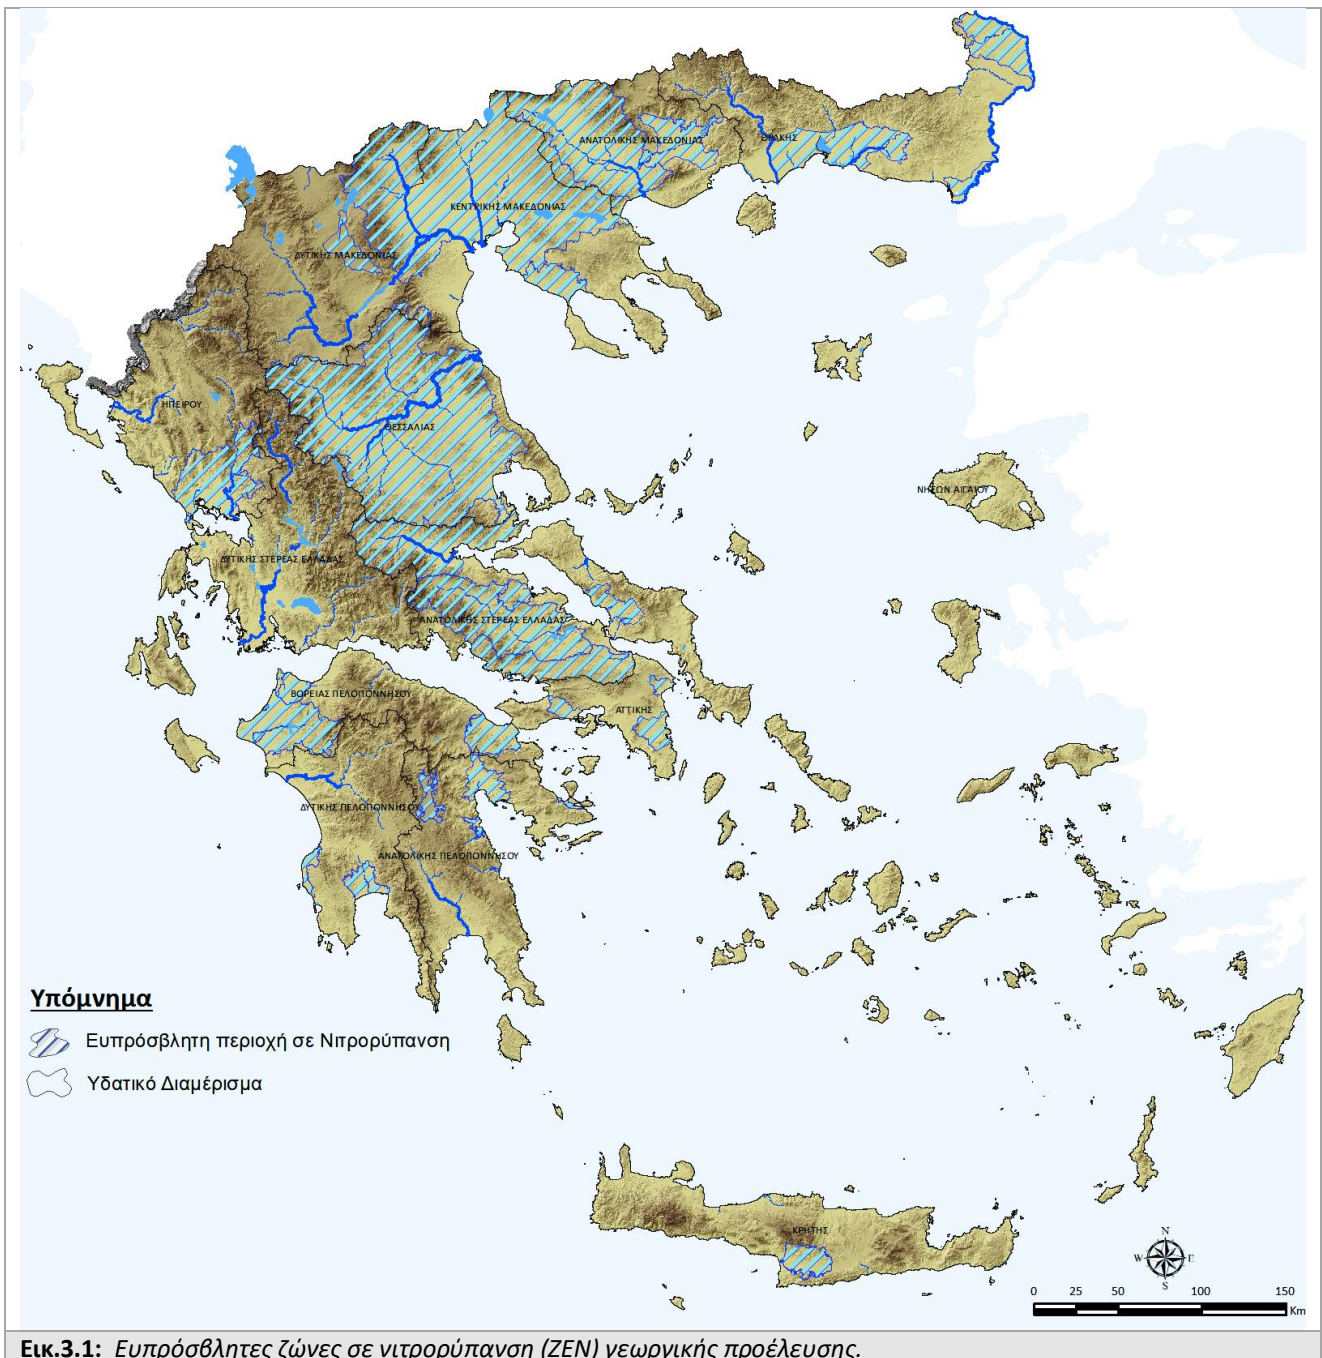 ΑΝΑΤΟΛΙΚΗΣ ΜΑΚΕΔΟΝΙΑΣ
ΘΡΑΚΗΣ
ΚΕΝΤΡΙΚΗΣ ΜΑΚΕΔΟΝΙΑΣ
ΔΥΤΙΚΗΣ ΜΑΚΕΔΟΝΙΑΣ
ΗΠΕΙΡΟΥ
ΘΕΣΣΑΛΙΑΣ
ΝΗΣΩΝ ΑΙΓΑΙΟΥ
ΔΥΤΙΚΗΣ ΣΤΕΡΕΑΣ ΕΛΛΑΔΑΣ
ΑΝΑΤΟΛΙΚΗΣ ΣΤΕΡΕΑΣ ΕΛΛΑΔΑΣ
ΒΟΡΕΙΑΣ ΠΕΛΟΠΟΝΝΗΣΟΥ
ΑΤΤΙΚΗΣ
ΔΥΤΙΚΗΣ ΠΕΛΟΠΟΝΝΗΣΟΥ
ΑΝΑΤΟΛΙΚΗΣ ΠΕΛΟΠΟΝΝΗΣΟΥ
Υπόμνημα
Ευπρόσβλητη περιοχή σε Νιτρορύπανση
Υδατικό Διαμέρισμα
ΚΡΗΤΗΣ
N
W E
S
0 25 50 100 150
Km
Εικ.3.1: Ευπρόσβλητες ζώνες σε νιτρορύπανση (ΖΕΝ) γεωργικής προέλευσης.